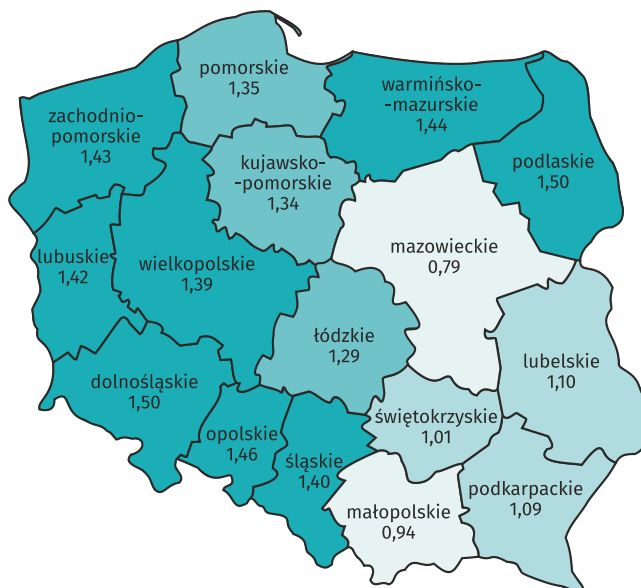 pomorskie
1,35
warmińsko-
-mazurskie
1,44
zachodnio-
pomorskie
1,43
podlaskie
1,50
kujawsko-
-pomorskie
1,34
mazowieckie
0,79
lubuskie
1,42
wielkopolskie
1,39
łódzkie
1,29
lubelskie
1,10
dolnośląskie
1,50
świętokrzyskie
1,01
opolskie
1,46
śląskie
1,40
podkarpackie
1,09
małopolskie
0,94